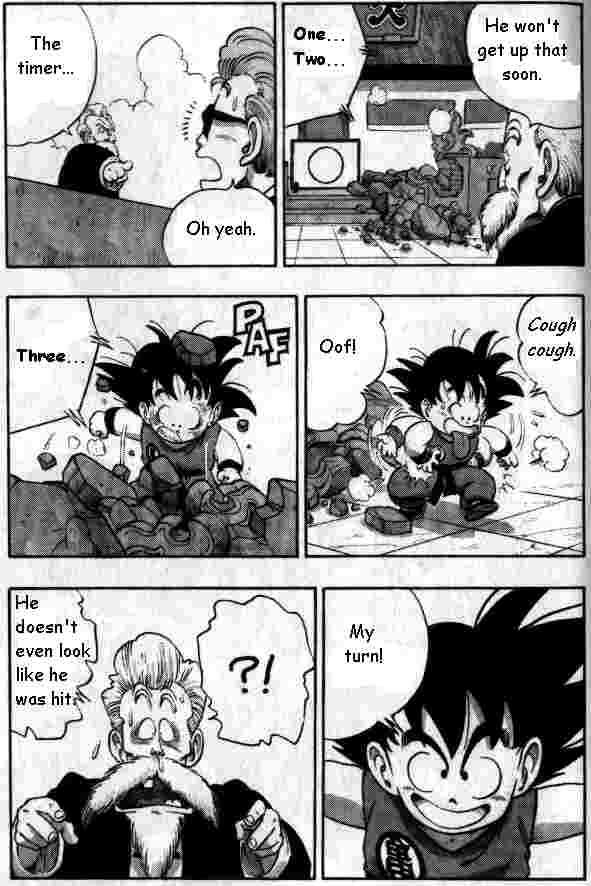 The
timer...
Oh yeah.
One...
Two...
He won't
get up that
soon.
Three...
PAF
Oof!
Cough
cough.
He
doesn't
even look
like he
was hit.
?!
My
turn!